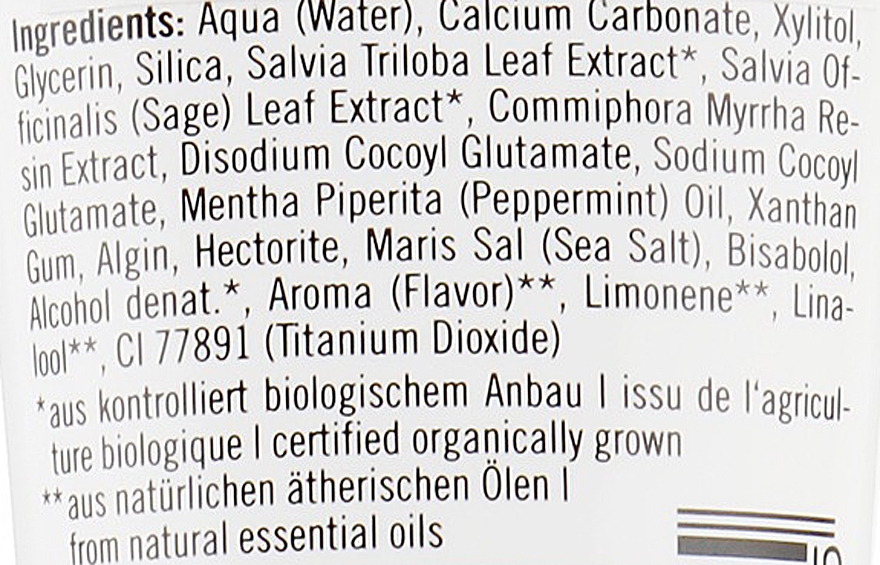 Ingredients: Aqua (Water), Calcium Carbonate, Xylitol,
Glycerin, Silica, Salvia Triloba Leaf Extract*, Salvia Of-
ficinalis (Sage) Leaf Extract*, Commiphora Myrrha Re-
sin Extract, Disodium Cocoyl Glutamate, Sodium Cocoyl
Glutamate, Mentha Piperita (Peppermint) Oil, Xanthan
Gum, Algin, Hectorite, Maris Sal (Sea Salt), Bisabolol,
Alcohol denat.*, Aroma (Flavor)**, Limonene**, Lina-
lool**, CI 77891 (Titanium Dioxide)
*aus kontrolliert biologischem Anbau | issu de l'agricul-
ture biologique | certified organically grown
**aus natürlichen ätherischen Ölen |
from natural essential oils